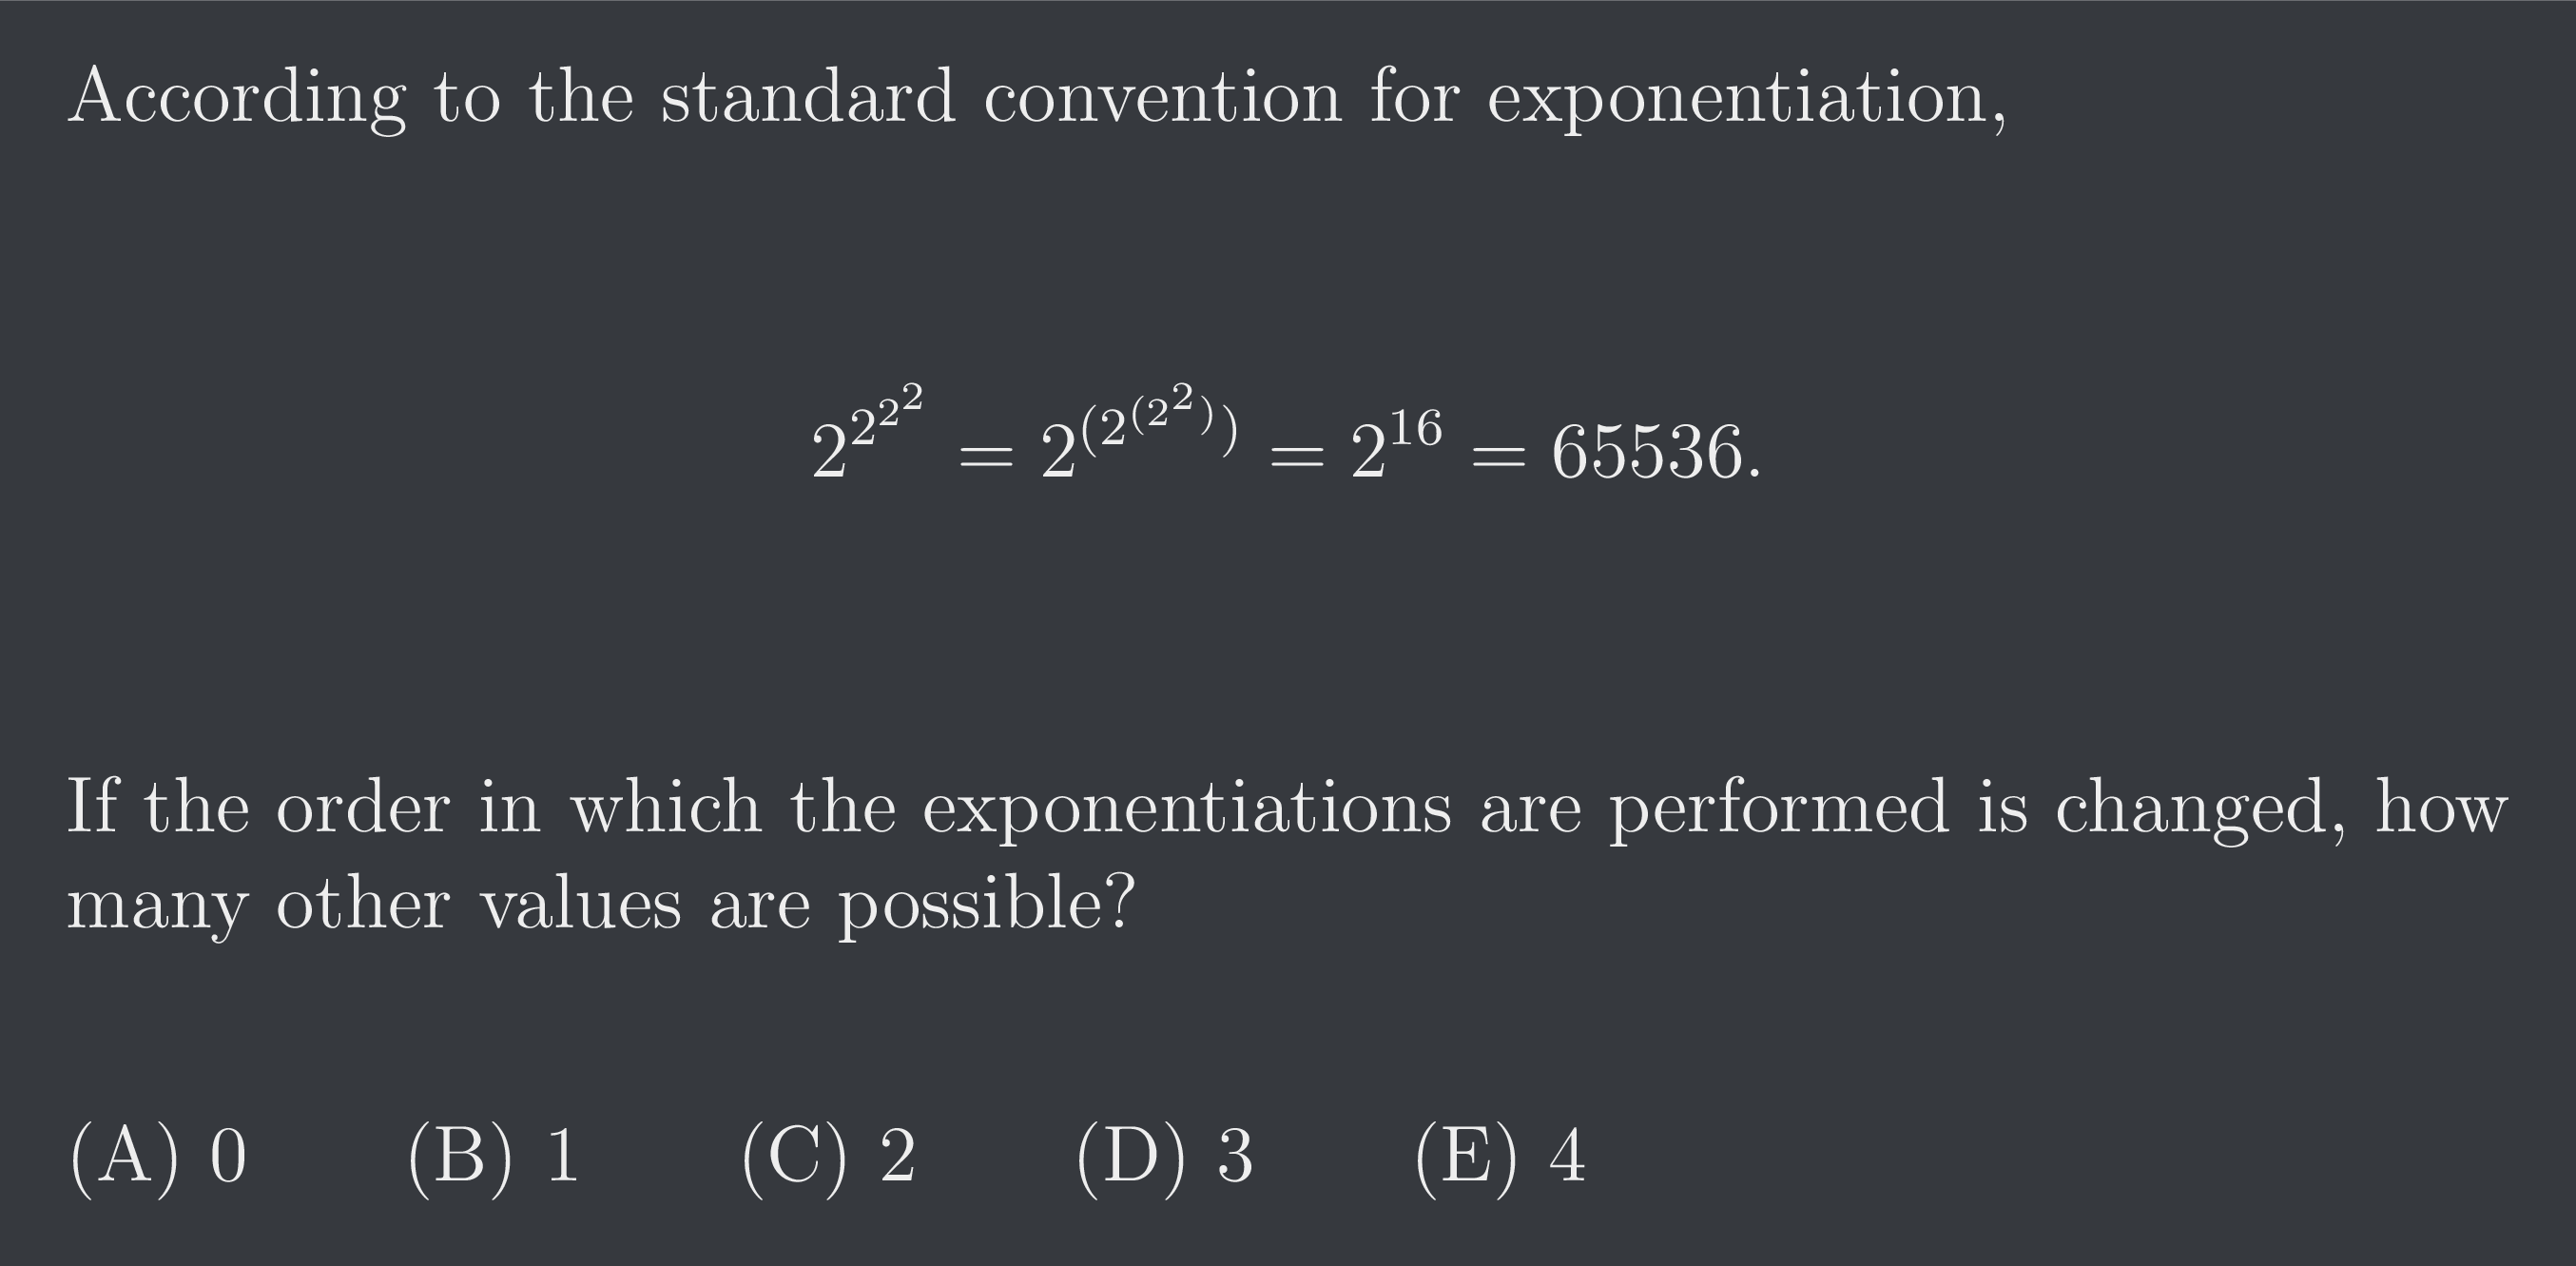 According to the standard convention for exponentiation,
$2^{2^{2^{2}}} = 2^{(2^{(2^{2})})} = 2^{16} = 65536.$
If the order in which the exponentiations are performed is changed, how
many other values are possible?
(A) 0 (B) 1 (C) 2 (D) 3 (E) 4